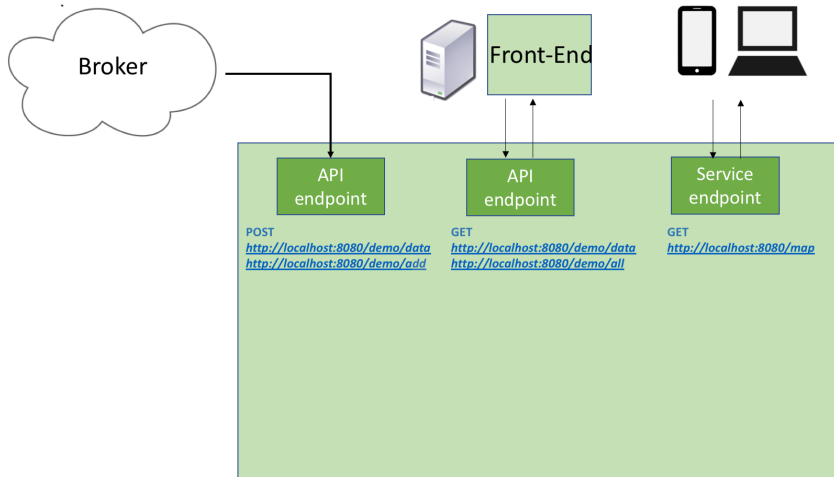 Broker
Front-End
API
endpoint
API
endpoint
Service
endpoint
POST
http://localhost:8080/demo/data
http://localhost:8080/demo/add
GET
http://localhost:8080/demo/data
http://localhost:8080/demo/all
GET
http://localhost:8080/map